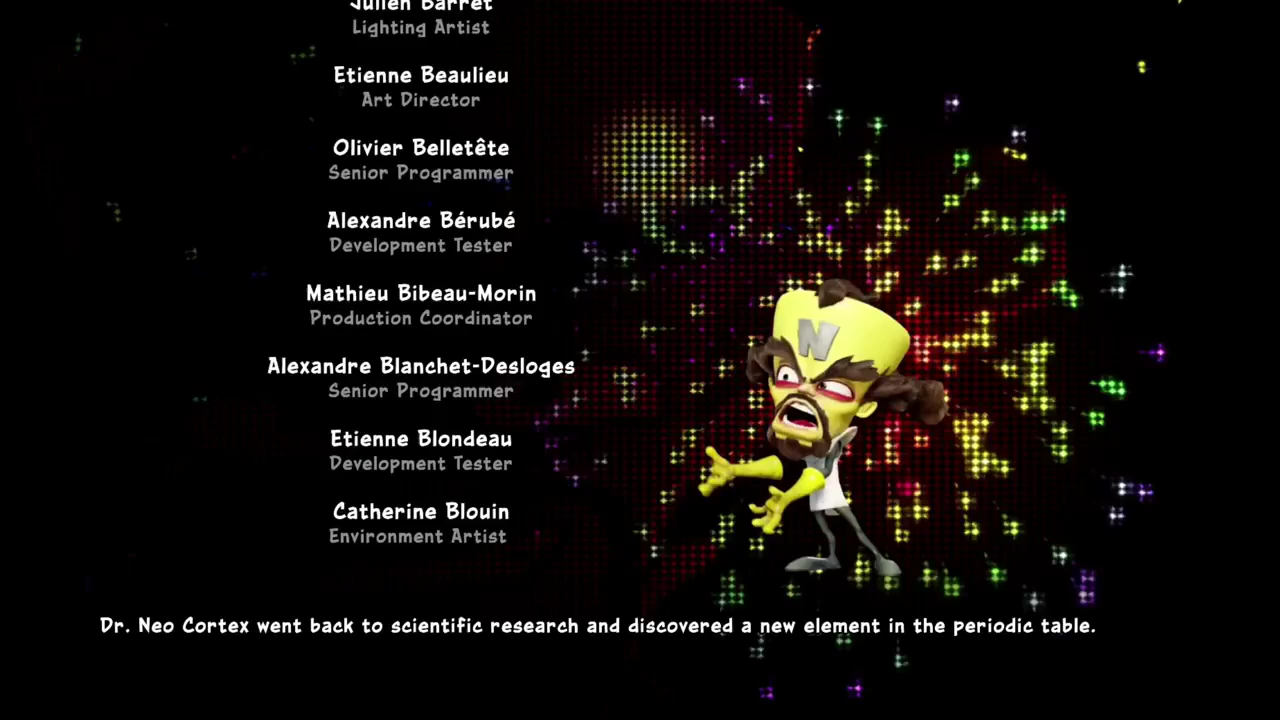 Julien Barret
Lighting Artist
Etienne Beaulieu
Art Director
Olivier Belletête
Senior Programmer
Alexandre Bérubé
Development Tester
Mathieu Bibeau-Morin
Production Coordinator
Alexandre Blanchet-Desloges
Senior Programmer
Etienne Blondeau
Development Tester
Catherine Blouin
Environment Artist
N
Dr. Neo Cortex went back to scientific research and discovered a new element in the periodic table.